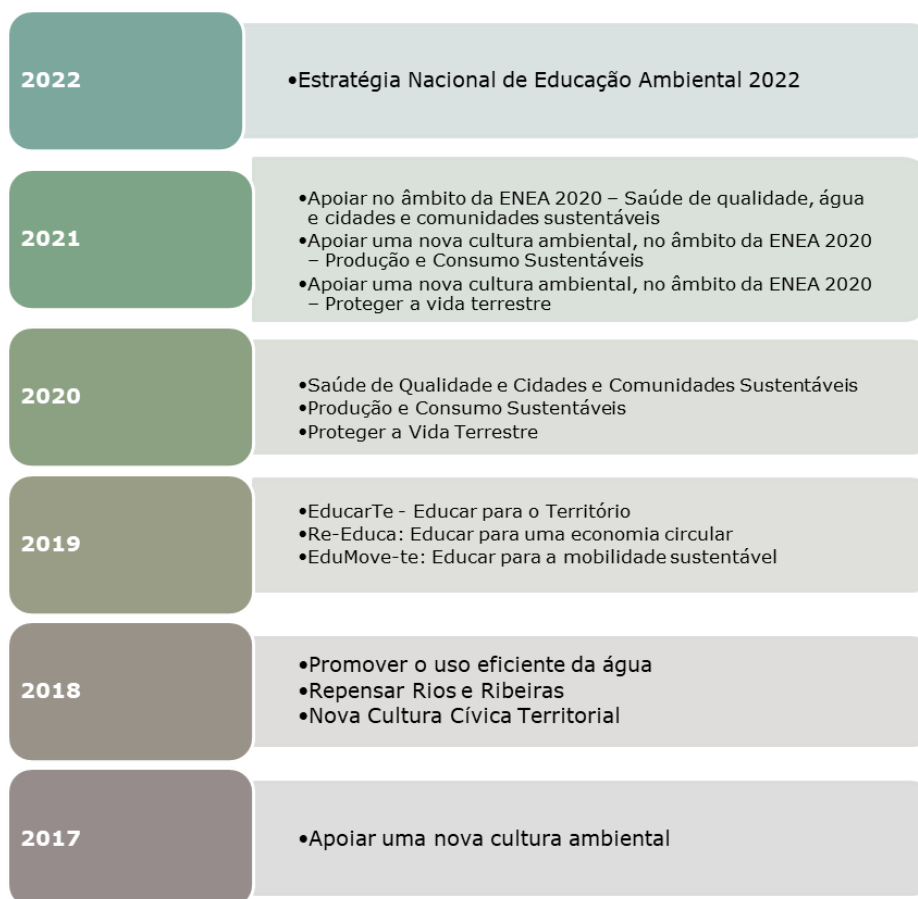 2022
•Estratégia Nacional de Educação Ambiental 2022
2021
•Apoiar no âmbito da ENEA 2020 – Saúde de qualidade, água
e cidades e comunidades sustentáveis
•Apoiar uma nova cultura ambiental, no âmbito da ENEA 2020
– Produção e Consumo Sustentáveis
•Apoiar uma nova cultura ambiental, no âmbito da ENEA 2020
– Proteger a vida terrestre
2020
•Saúde de Qualidade e Cidades e Comunidades Sustentáveis
•Produção e Consumo Sustentáveis
•Proteger a Vida Terrestre
2019
•EducarTe - Educar para o Território
•Re-Educa: Educar para uma economia circular
•EduMove-te: Educar para a mobilidade sustentável
2018
•Promover o uso eficiente da água
•Repensar Rios e Ribeiras
•Nova Cultura Cívica Territorial
2017
•Apoiar uma nova cultura ambiental